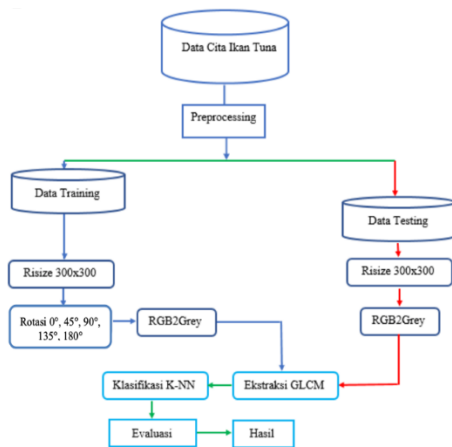 Data Cita Ikan Tuna
Preprocessing
Data Training
Data Testing
Risize 300x300
Risize 300x300
Rotasi 0°, 45°, 90°,
135°, 180°
RGB2Grey
RGB2Grey
Klasifikasi K-NN
Ekstraksi GLCM
Evaluasi
Hasil